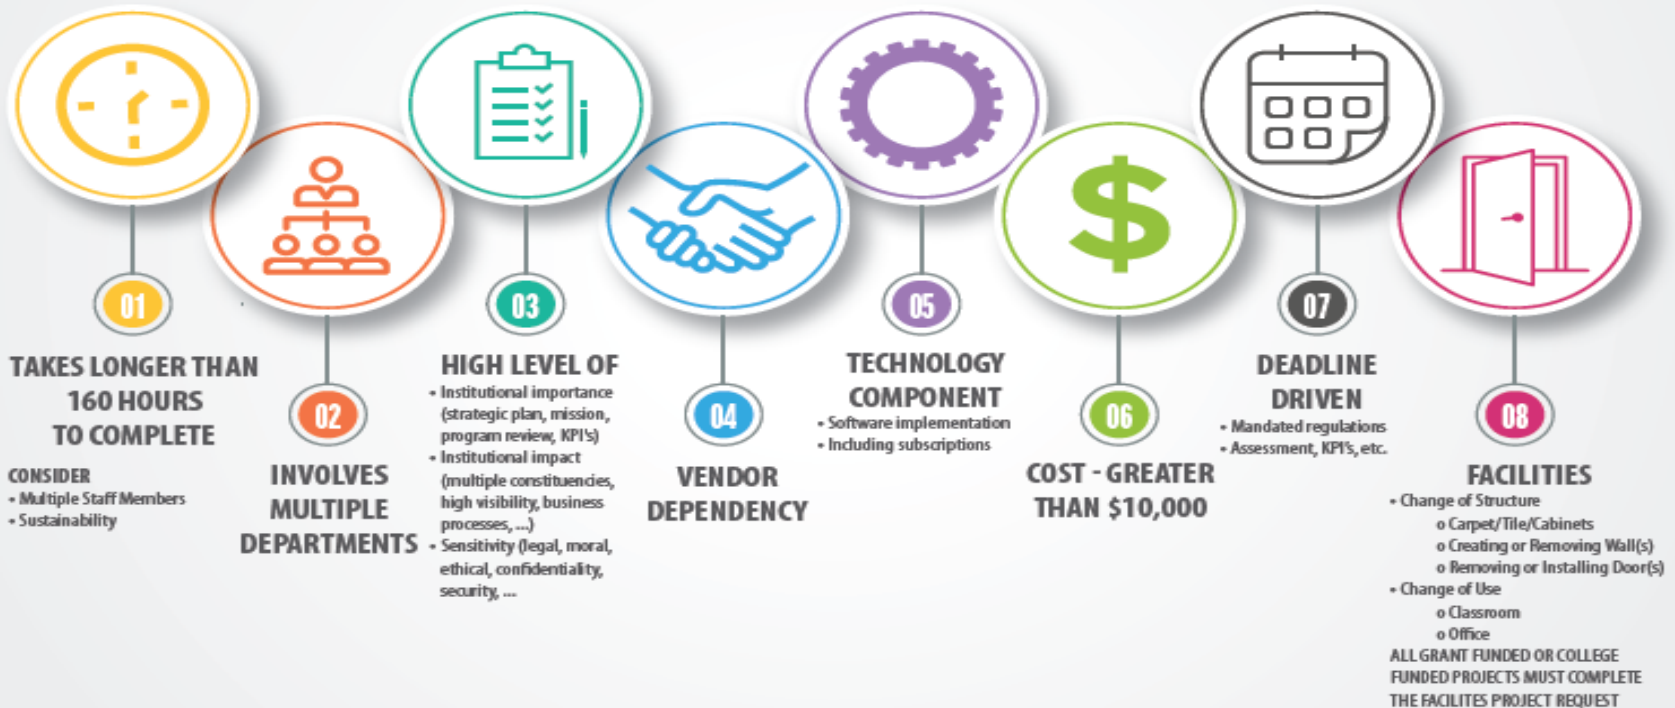 01
TAKES LONGER THAN
160 HOURS
TO COMPLETE
CONSIDER
• Multiple Staff Members
• Sustainability
02
INVOLVES
MULTIPLE
DEPARTMENTS
03
HIGH LEVEL OF
• Institutional importance
(strategic plan, mission,
program review, KPI's)
• Institutional impact
(multiple constituencies,
high visibility, business
processes, ...)
• Sensitivity (legal, moral,
ethical, confidentiality,
security, ...
04
VENDOR
DEPENDENCY
05
TECHNOLOGY
COMPONENT
• Software implementation
• Including subscriptions
$
06
COST - GREATER
THAN $10,000
07
DEADLINE
DRIVEN
• Mandated regulations
• Assessment, KPI's, etc.
08
FACILITIES
• Change of Structure
o Carpet/Tile/Cabinets
o Creating or Removing Wall(s)
o Removing or Installing Door(s)
• Change of Use
o Classroom
o Office
ALL GRANT FUNDED OR COLLEGE
FUNDED PROJECTS MUST COMPLETE
THE FACILITES PROJECT REQUEST